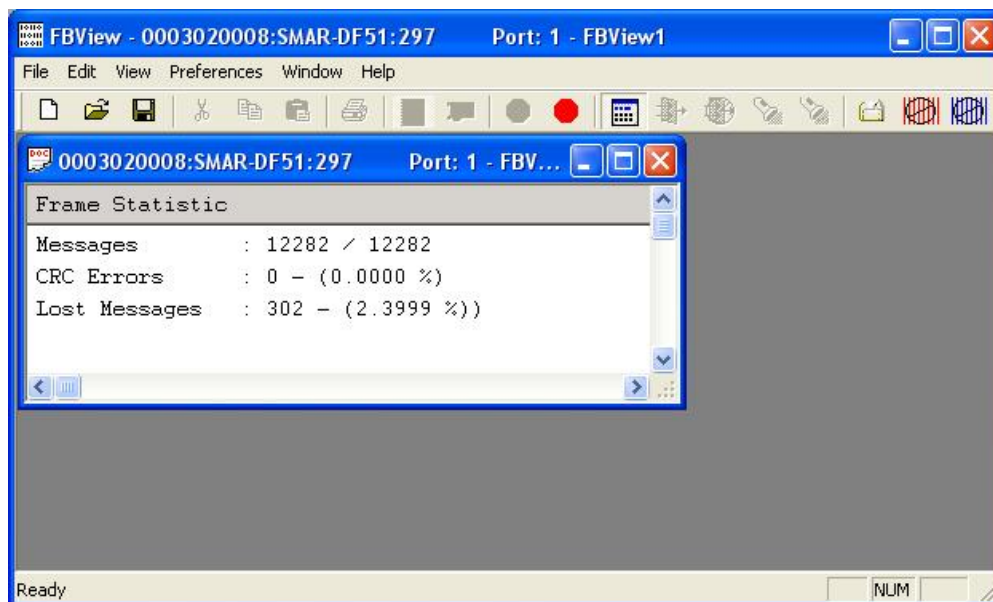 FBView - 0003020008:SMAR-DF51:297 Port: 1 - FBView1
File Edit View Preferences Window Help
0003020008:SMAR-DF51:297 Port: 1 - FBV...
Frame Statistic
Messages : 12282 / 12282
CRC Errors : 0 – (0.0000 %)
Lost Messages : 302 – (2.3999 %))
Ready NUM